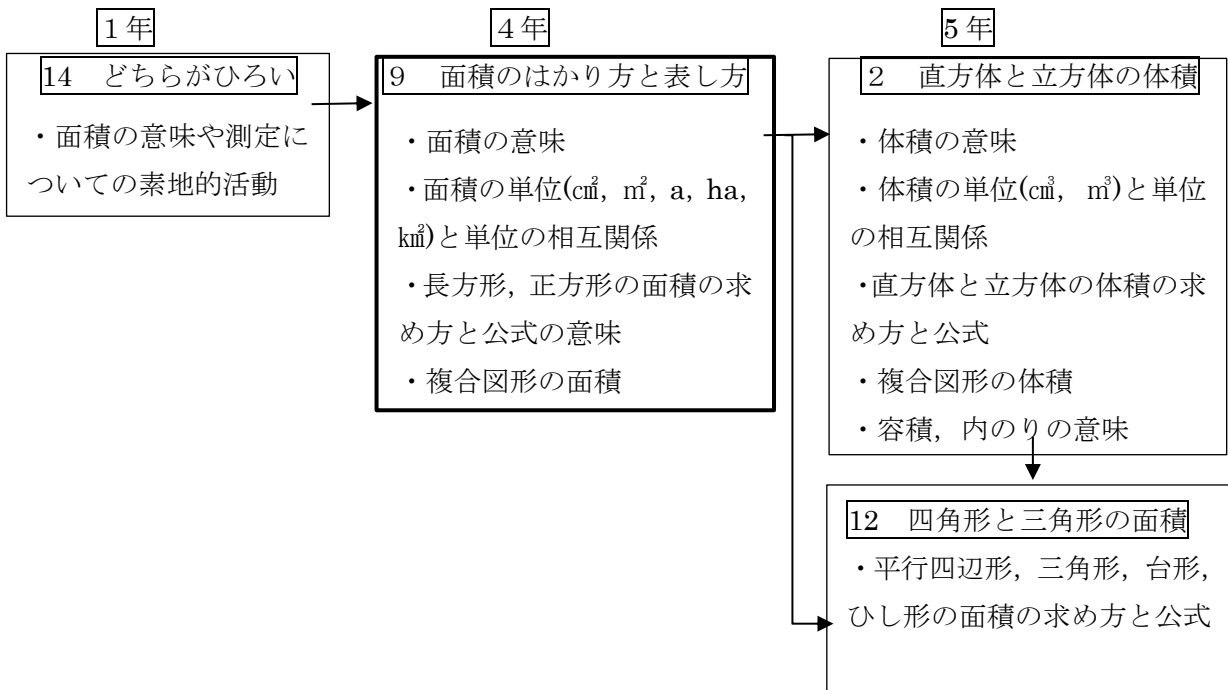 １年
14　どちらがひろい
・面積の意味や測定に
ついての素地的活動
４年
9　面積のはかり方と表し方
・面積の意味
・面積の単位(㎠, ㎡, a, ha,
㎢)と単位の相互関係
・長方形, 正方形の面積の求
め方と公式の意味
・複合図形の面積
5年
2　直方体と立方体の体積
・体積の意味
・体積の単位(㎤, ㎥)と単位
の相互関係
・直方体と立方体の体積の求
め方と公式
・複合図形の体積
・容積, 内のりの意味
12　四角形と三角形の面積
・平行四辺形, 三角形, 台形,
ひし形の面積の求め方と公式